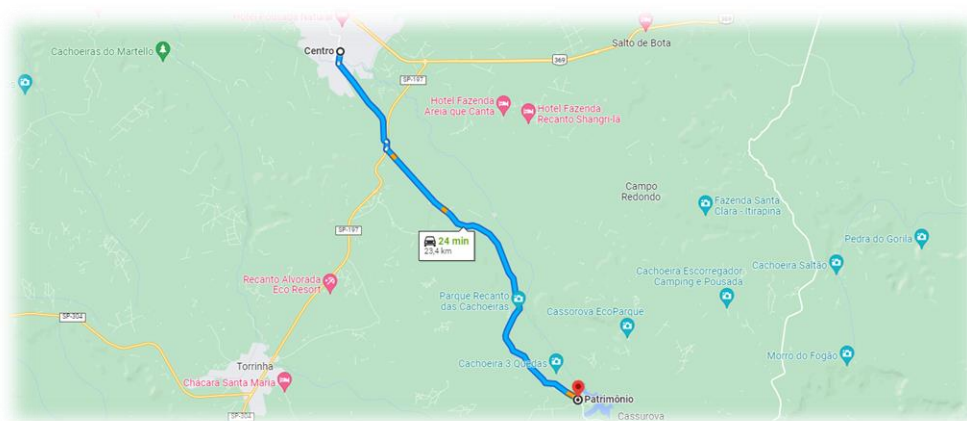 Cachoeiras do Martello
Centro
369
Salto de Bota
SP-197
Hotel Fazenda
Areia que Canta
Hotel Fazenda
Recanto Shangri-la
Campo
Redondo
Fazenda Santa
Clara - Itirapina
SP-197
24 min
23,4 km
Pedra do Gorila
Cachoeira Saltão
Cachoeira Escorregador
Camping e Pousada
Recanto Alvorada
Eco Resort
Parque Recanto
das Cachoeiras
Cassorova EcoParque
SP-304
Morro do Fogão
Cachoeira 3 Quedas
Torrinha
Chácara Santa Maria
Patrimônio
SP-304
Cassurova